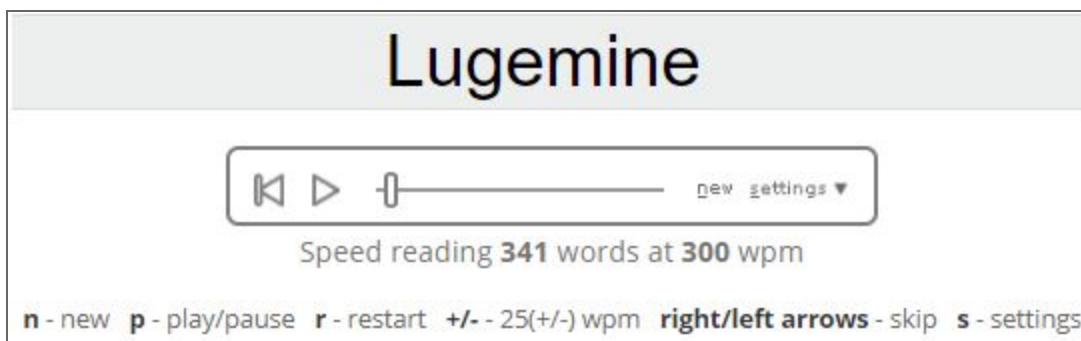 Lugemine
new settings ▼
Speed reading 341 words at 300 wpm
n - new p - play/pause r - restart +/- - 25(+/-) wpm right/left arrows - skip s - settings